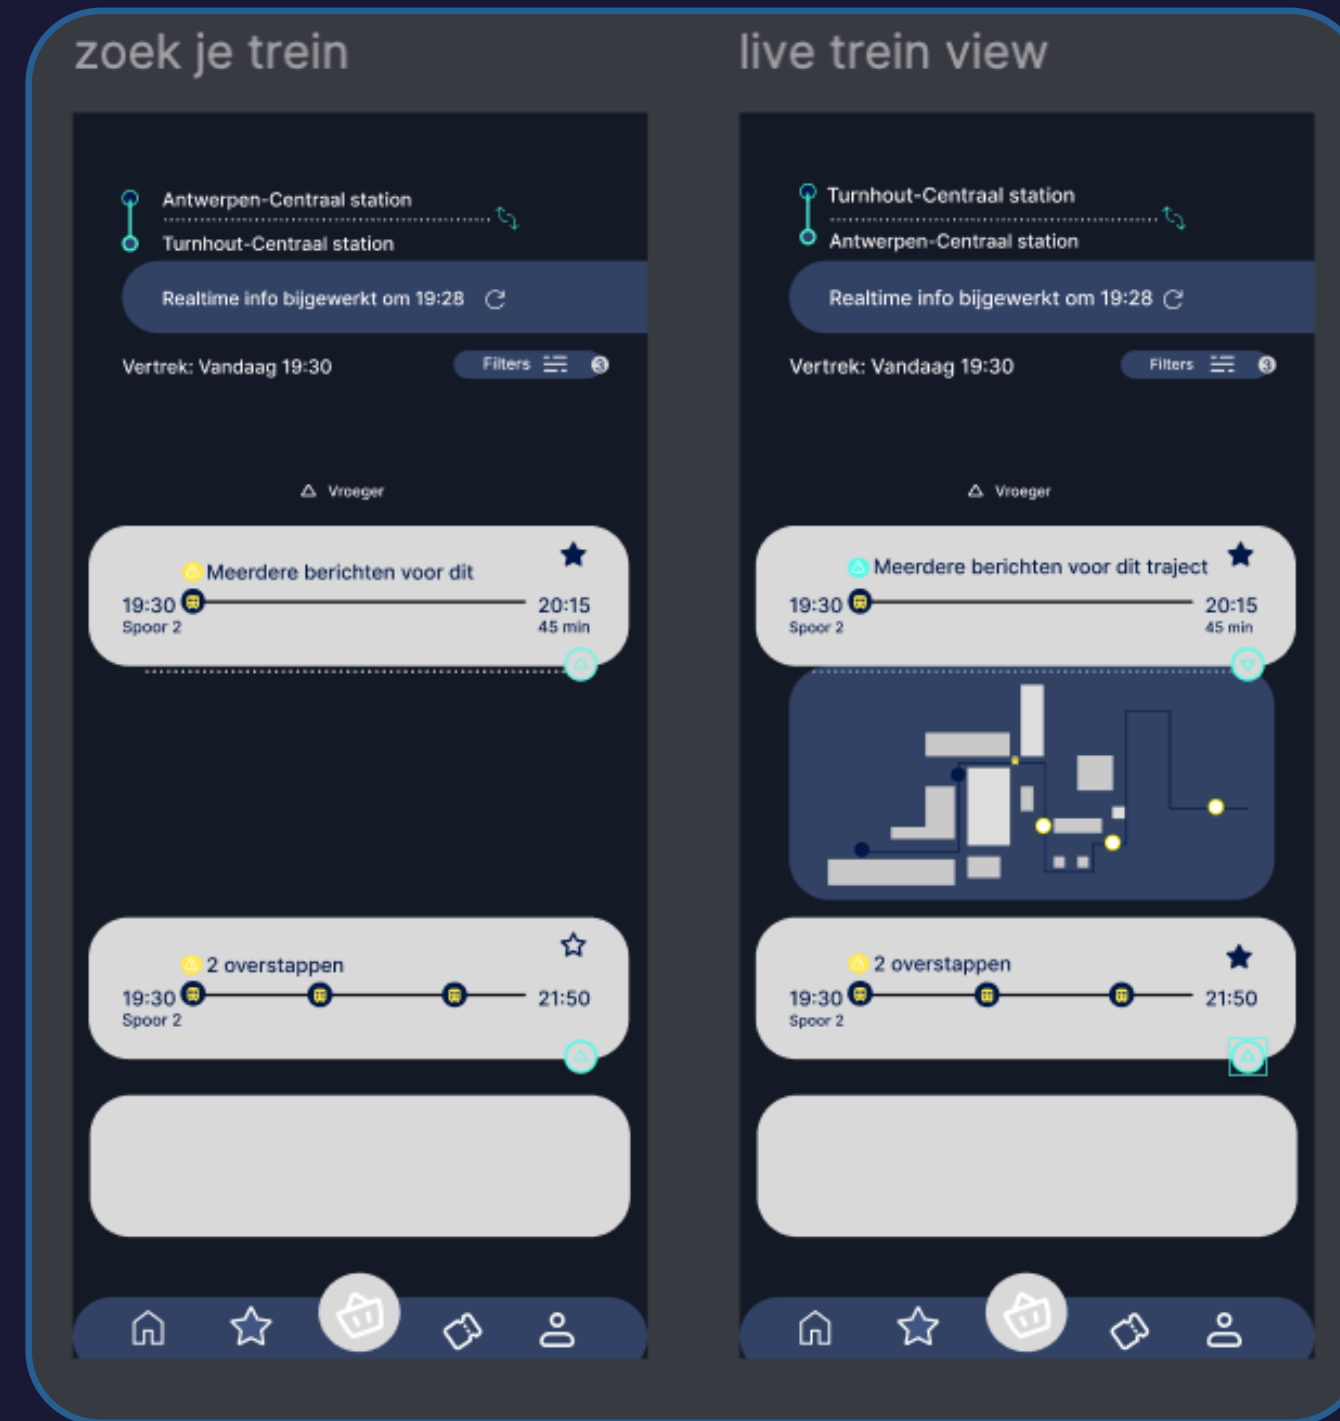 zoek je trein
Antwerpen-Centraal station
Turnhout-Centraal station
Realtime info bijgewerkt om 19:28
Vertrek: Vandaag 19:30
Filters
3
Vroeger
Meerdere berichten voor dit
19:30
20:15
Spoor 2
45 min
2 overstappen
19:30
21:50
Spoor 2
live trein view
Turnhout-Centraal station
Antwerpen-Centraal station
Realtime info bijgewerkt om 19:28
Vertrek: Vandaag 19:30
Filters
3
Vroeger
Meerdere berichten voor dit traject
19:30
20:15
Spoor 2
45 min
2 overstappen
19:30
21:50
Spoor 2